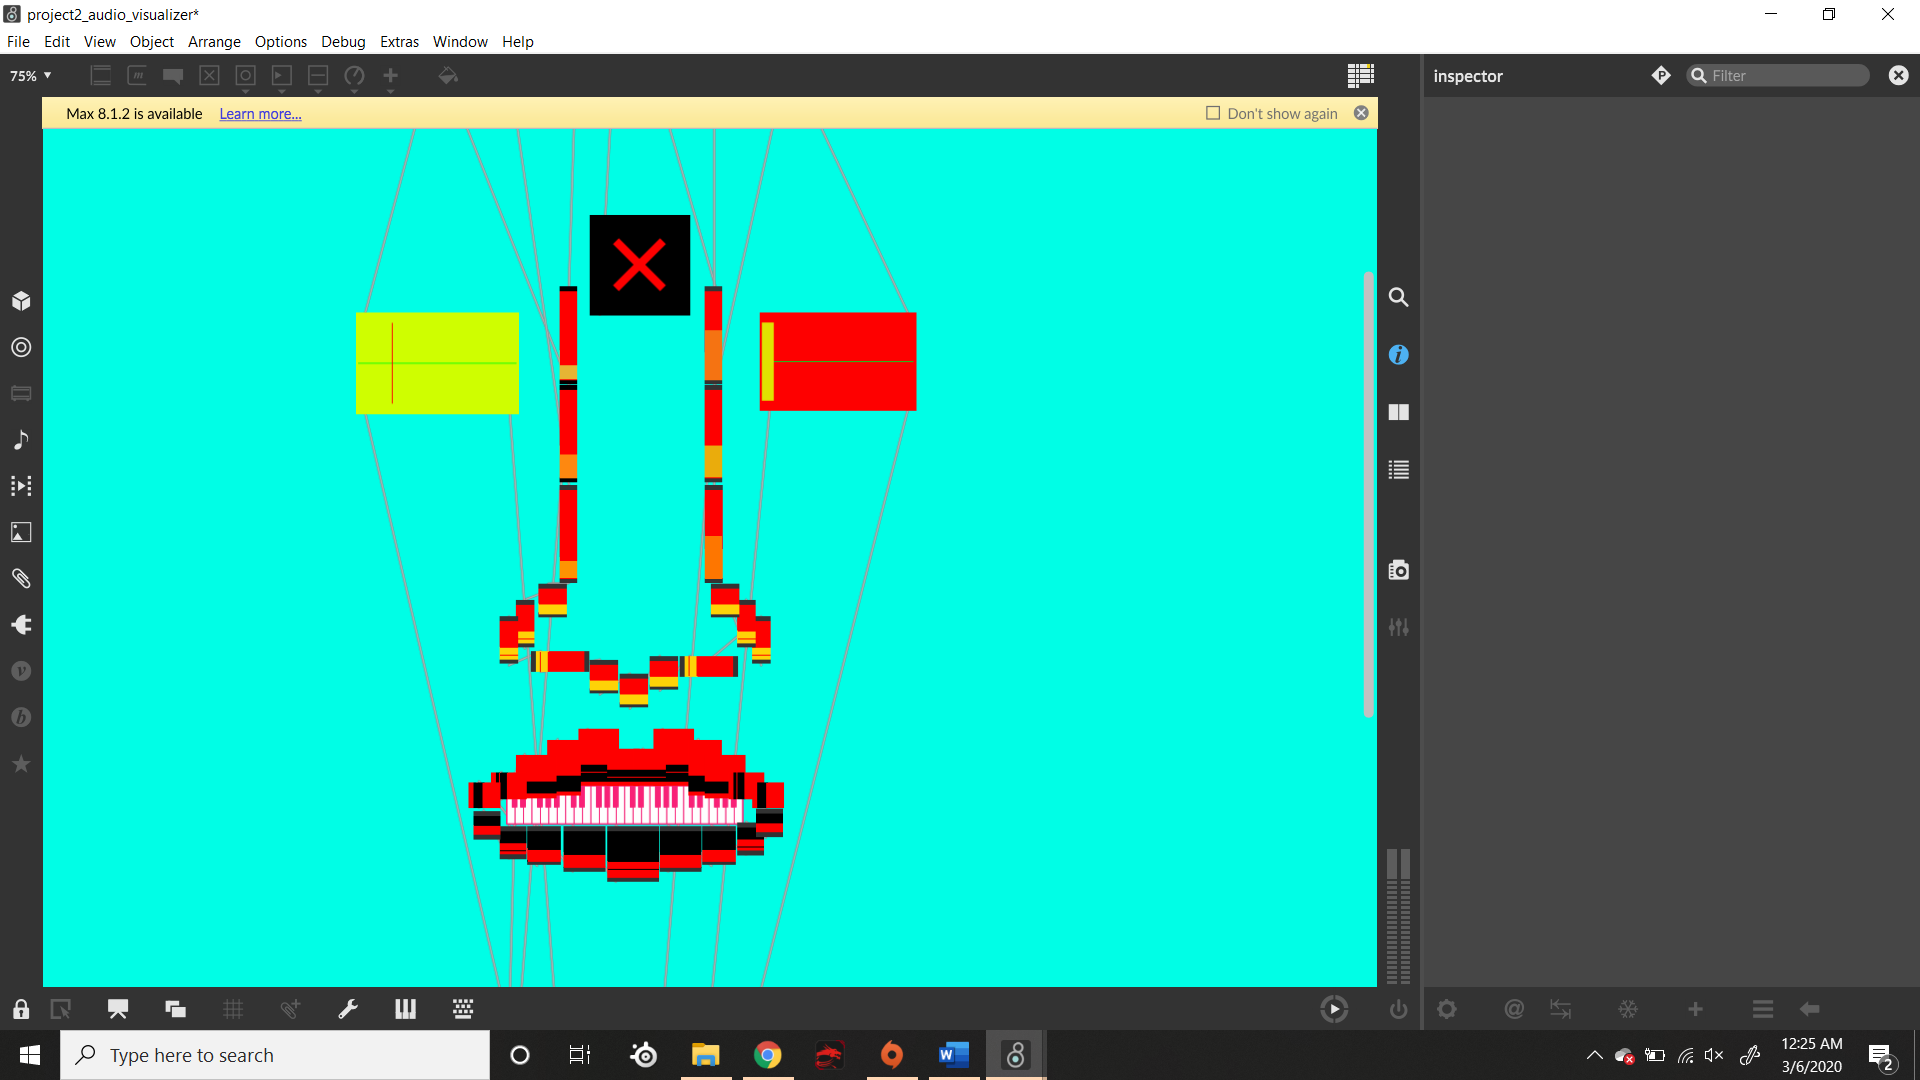 project2_audio_visualizer*
File Edit View Object Arrange Options Debug Extras Window Help
75%
inspector
P
Filter
Max 8.1.2 is available Learn more...
Don't show again
Type here to search
12:25 AM
3/6/2020
2